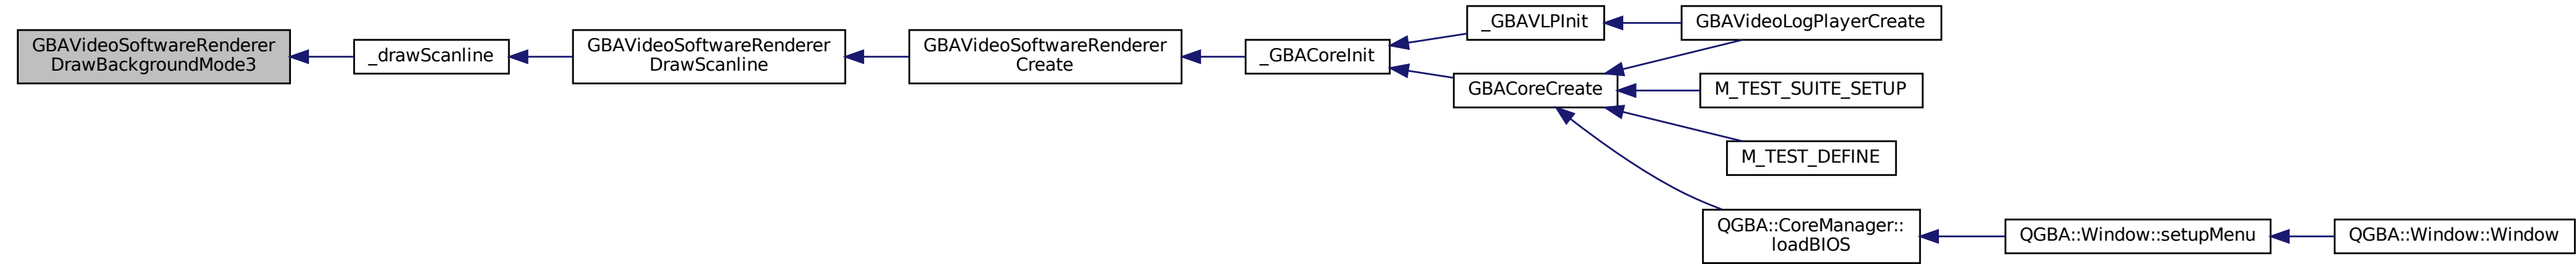 GBAVideoSoftwareRenderer
DrawBackgroundMode3
_drawScanline
GBAVideoSoftwareRenderer
DrawScanline
GBAVideoSoftwareRenderer
Create
_GBACoreInit
_GBAVLPInit
GBAVideoLogPlayerCreate
GBACoreCreate
M_TEST_SUITE_SETUP
M_TEST_DEFINE
QGBA::CoreManager::
loadBIOS
QGBA::Window::setupMenu
QGBA::Window::Window